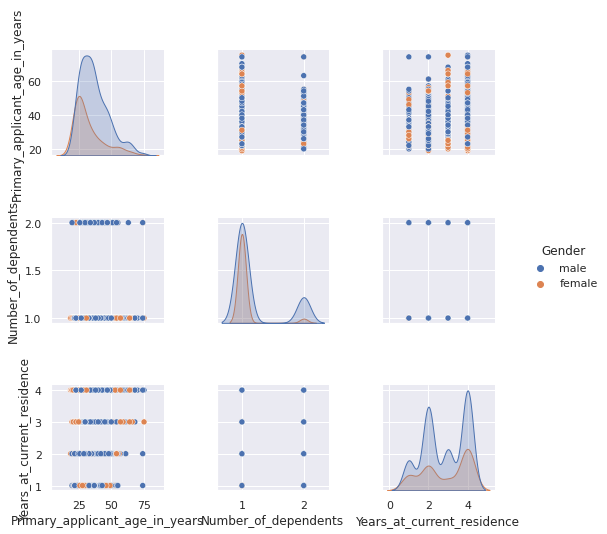 Primary_applicant_age_in_years
60
40
20
Number_of_dependents
2.0
1.5
1.0
Gender
male
female
Years_at_current_residence
4
3
2
1
25 50 75
1 2
0 2 4
Primary_applicant_age_in_years
Number_of_dependents
Years_at_current_residence